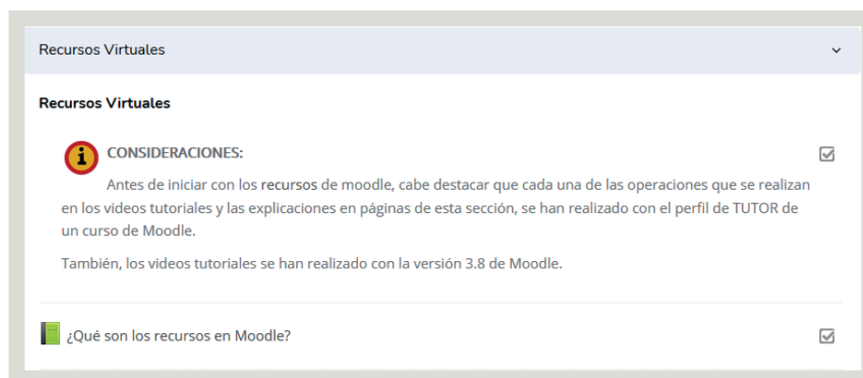 Recursos Virtuales
Recursos Virtuales
CONSIDERACIONES:
Antes de iniciar con los recursos de moodle, cabe destacar que cada una de las operaciones que se realizan
en los videos tutoriales y las explicaciones en páginas de esta sección, se han realizado con el perfil de TUTOR de
un curso de Moodle.
También, los videos tutoriales se han realizado con la versión 3.8 de Moodle.
¿Qué son los recursos en Moodle?